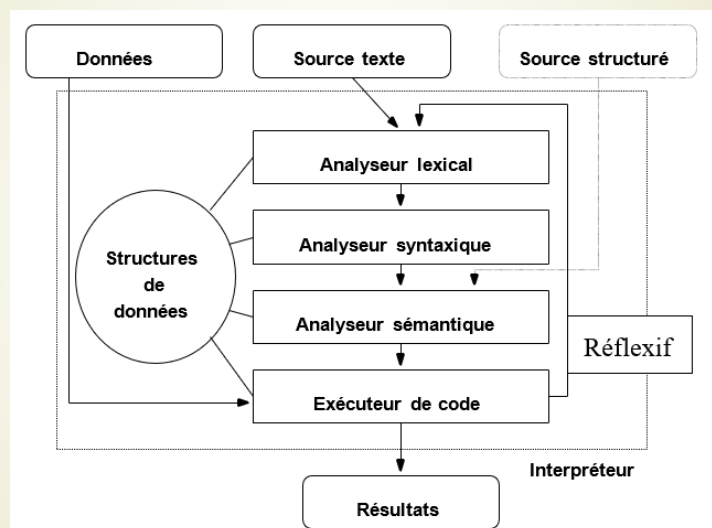 Données
Source texte
Source structuré
Analyseur lexical
Analyseur syntaxique
Structures
de
données
Analyseur sémantique
Réflexif
Exécuteur de code
Interpréteur
Résultats